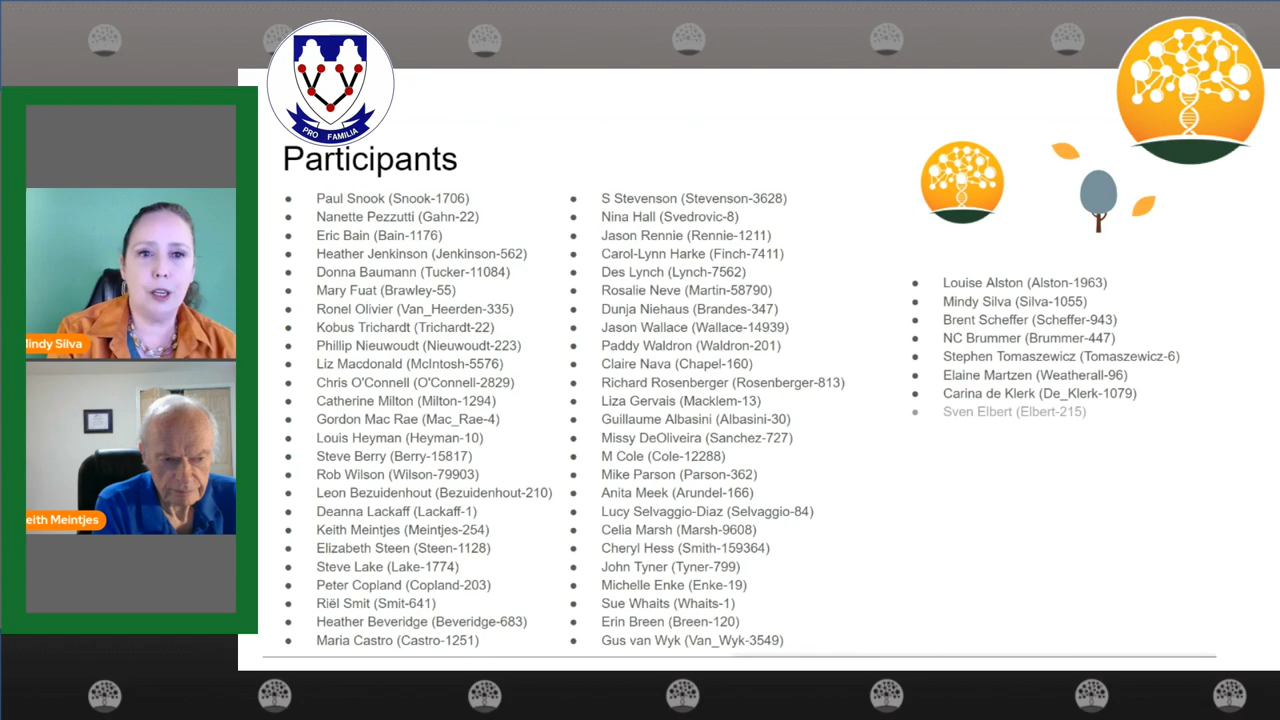 PRO FAMILIA
Participants
Paul Snook (Snook-1706)
Nanette Pezzutti (Gahn-22)
Eric Bain (Bain-1176)
Heather Jenkinson (Jenkinson-562)
Donna Baumann (Tucker-11084)
Mary Fuat (Brawley-55)
Ronel Olivier (Van_Heerden-335)
Kobus Trichardt (Trichardt-22)
Phillip Nieuwoudt (Nieuwoudt-223)
Liz Macdonald (McIntosh-5576)
Chris O'Connell (O'Connell-2829)
Catherine Milton (Milton-1294)
Gordon Mac Rae (Mac_Rae-4)
Louis Heyman (Heyman-10)
Steve Berry (Berry-15817)
Rob Wilson (Wilson-79903)
Leon Bezuidenhout (Bezuidenhout-210)
Deanna Lackaff (Lackaff-1)
Keith Meintjes (Meintjes-254)
Elizabeth Steen (Steen-1128)
Steve Lake (Lake-1774)
Peter Copland (Copland-203)
Riël Smit (Smit-641)
Heather Beveridge (Beveridge-683)
Maria Castro (Castro-1251)
S Stevenson (Stevenson-3628)
Nina Hall (Svedrovic-8)
Jason Rennie (Rennie-1211)
Carol-Lynn Harke (Finch-7411)
Des Lynch (Lynch-7562)
Rosalie Neve (Martin-58790)
Dunja Niehaus (Brandes-347)
Jason Wallace (Wallace-14939)
Paddy Waldron (Waldron-201)
Claire Nava (Chapel-160)
Richard Rosenberger (Rosenberger-813)
Liza Gervais (Macklem-13)
Guillaume Albasini (Albasini-30)
Missy DeOliveira (Sanchez-727)
M Cole (Cole-12288)
Mike Parson (Parson-362)
Anita Meek (Arundel-166)
Lucy Selvaggio-Diaz (Selvaggio-84)
Celia Marsh (Marsh-9608)
Cheryl Hess (Smith-159364)
John Tyner (Tyner-799)
Michelle Enke (Enke-19)
Sue Whaits (Whaits-1)
Erin Breen (Breen-120)
Gus van Wyk (Van_Wyk-3549)
Louise Alston (Alston-1963)
Mindy Silva (Silva-1055)
Brent Scheffer (Scheffer-943)
NC Brummer (Brummer-447)
Stephen Tomaszewicz (Tomaszewicz-6)
Elaine Martzen (Weatherall-96)
Carina de Klerk (De_Klerk-1079)
Sven Elbert (Elbert-215)
indy Silva
eith Meintjes